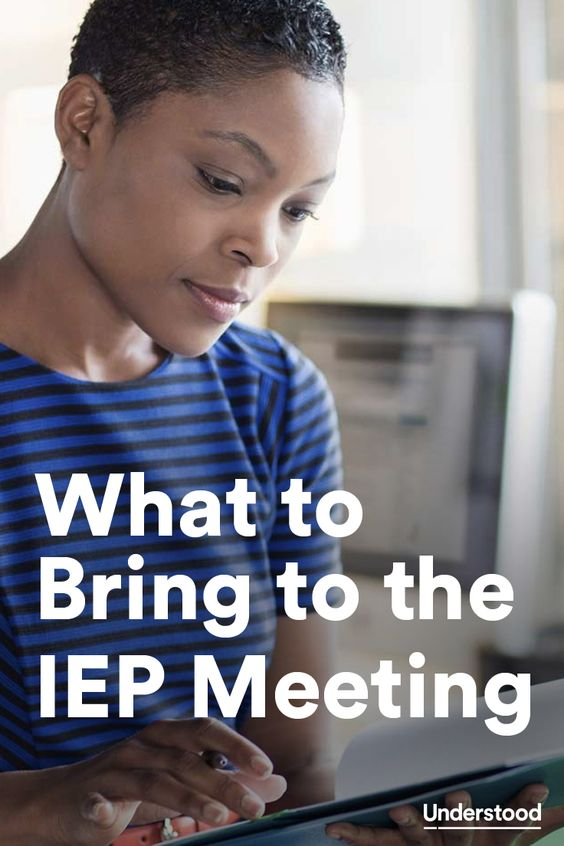 What to
Bring to the
IEP Meeting
Understood